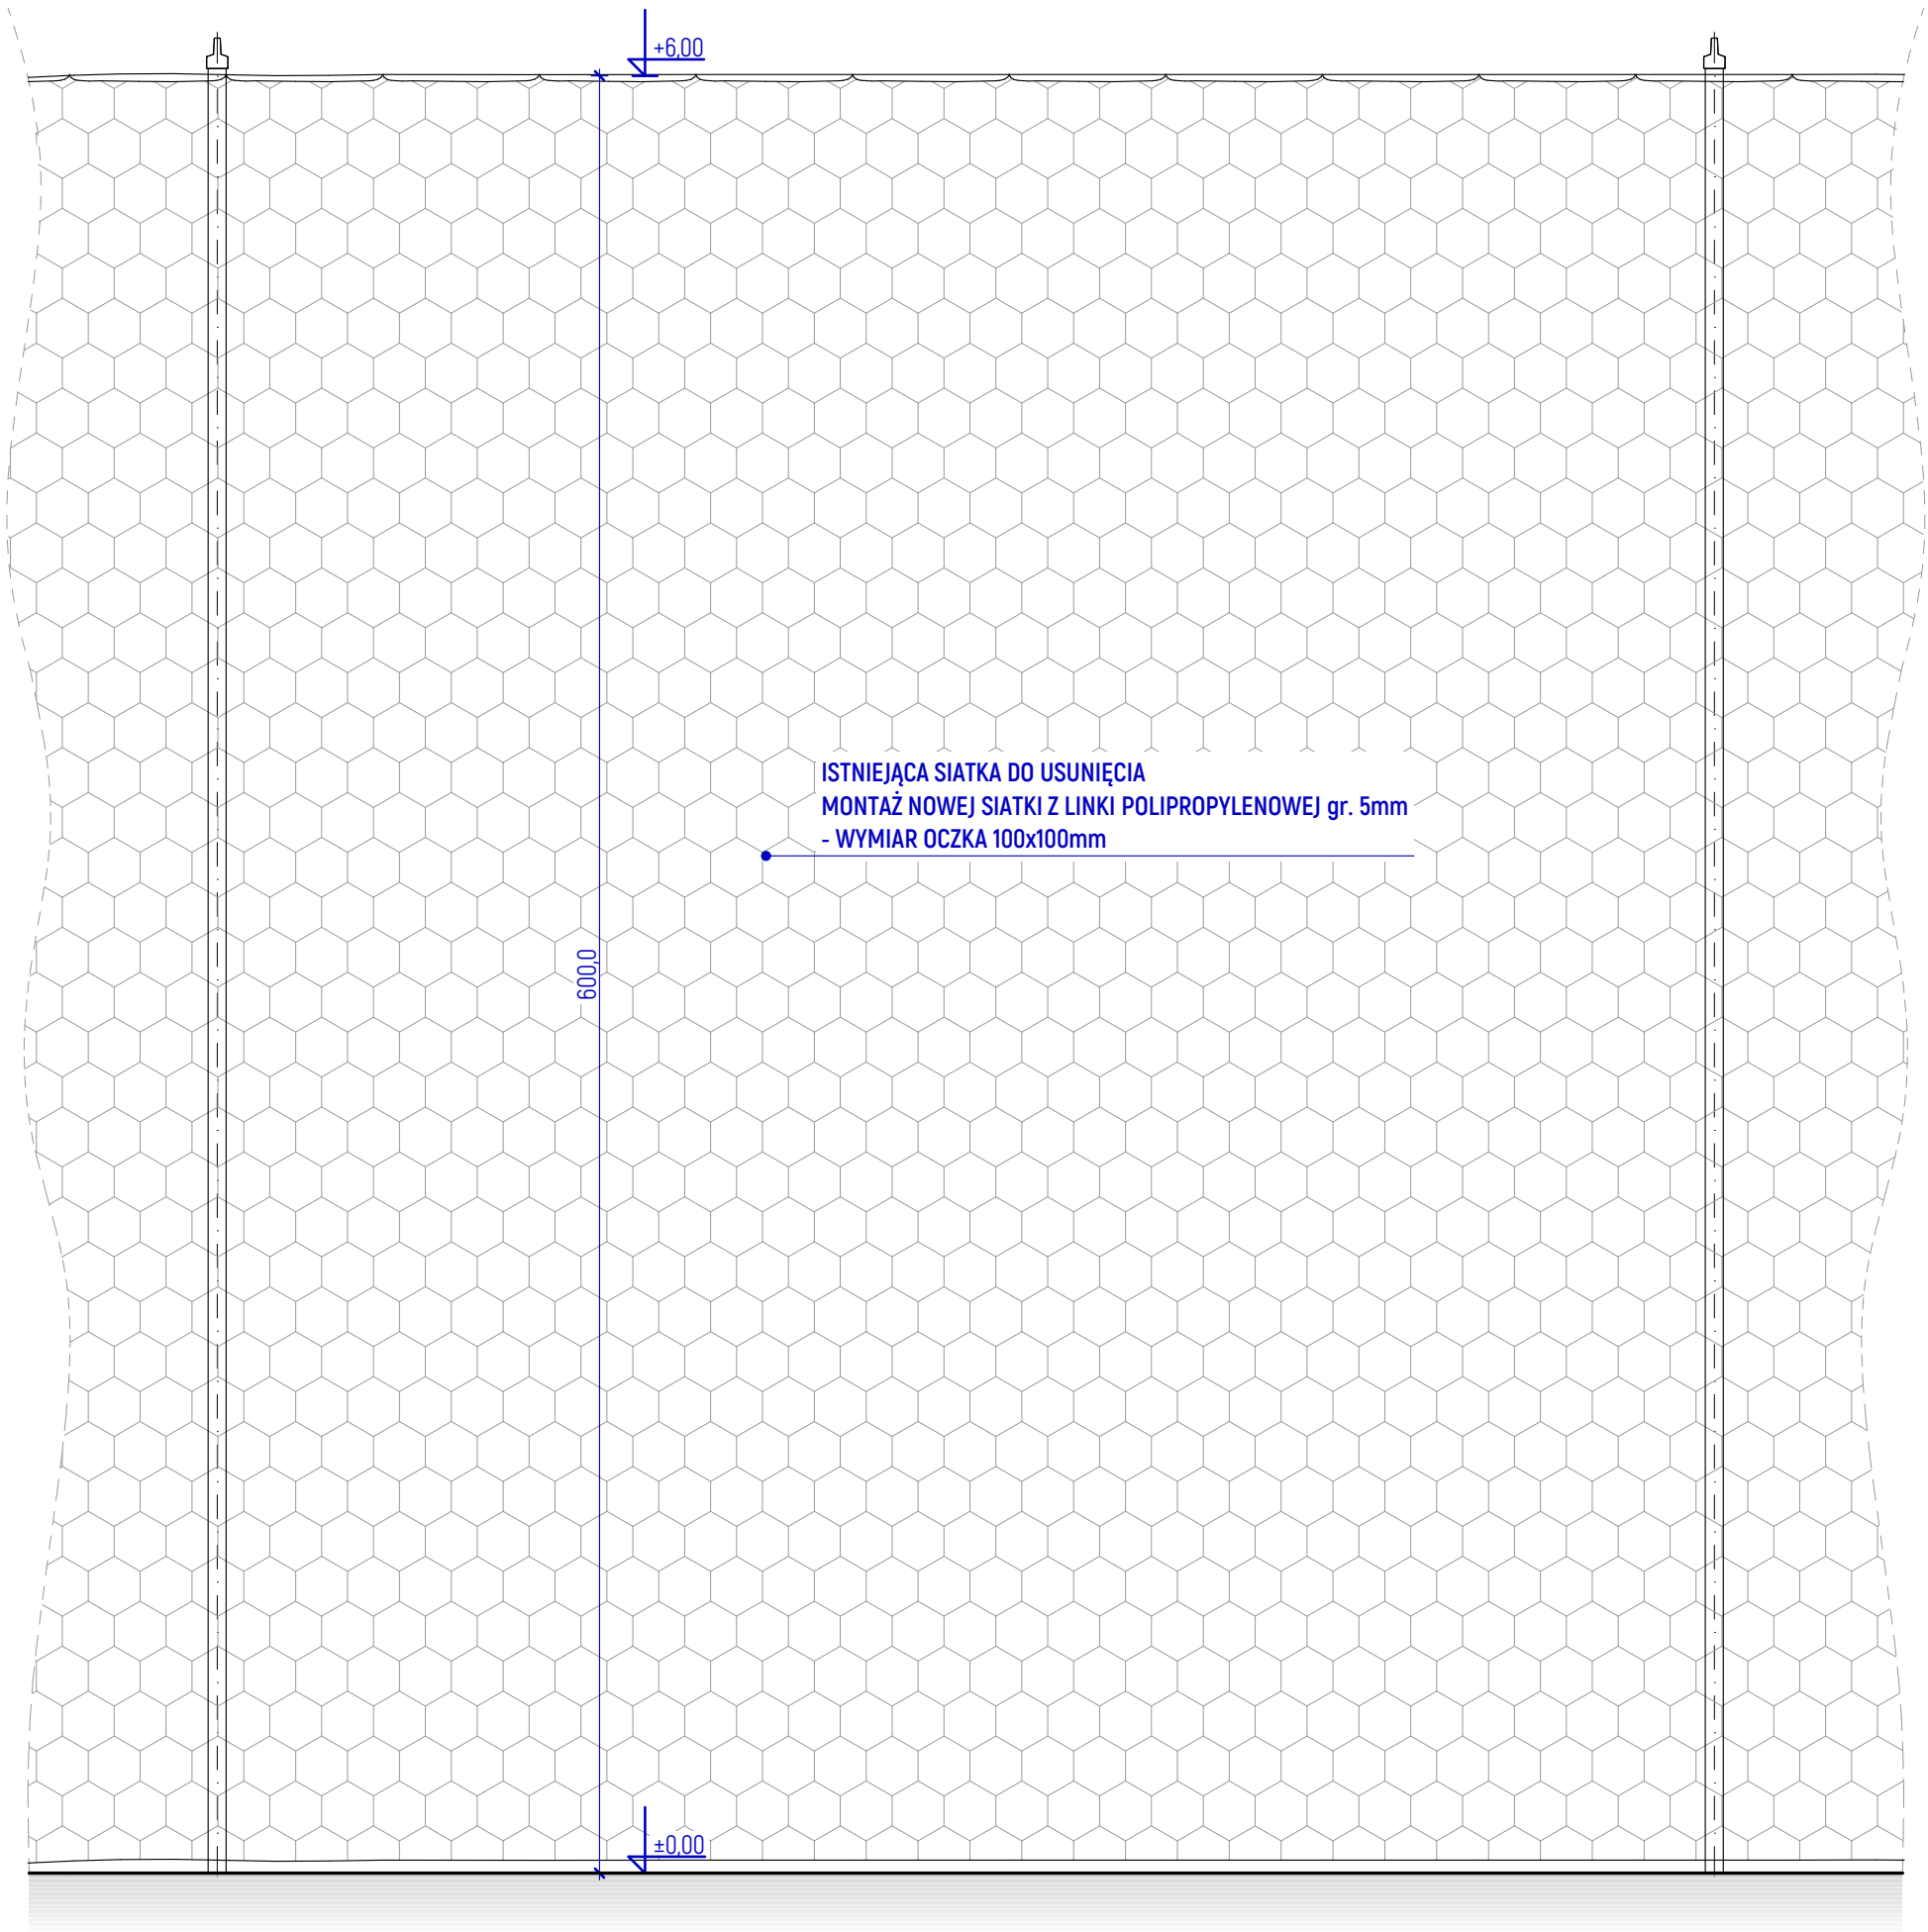 +6,00
ISTNIEJĄCA SIATKA DO USUNIĘCIA
MONTAŻ NOWEJ SIATKI Z LINKI POLIPROPYLENOWEJ gr. 5mm
- WYMIAR OCZKA 100x100mm
600,0
±0,00